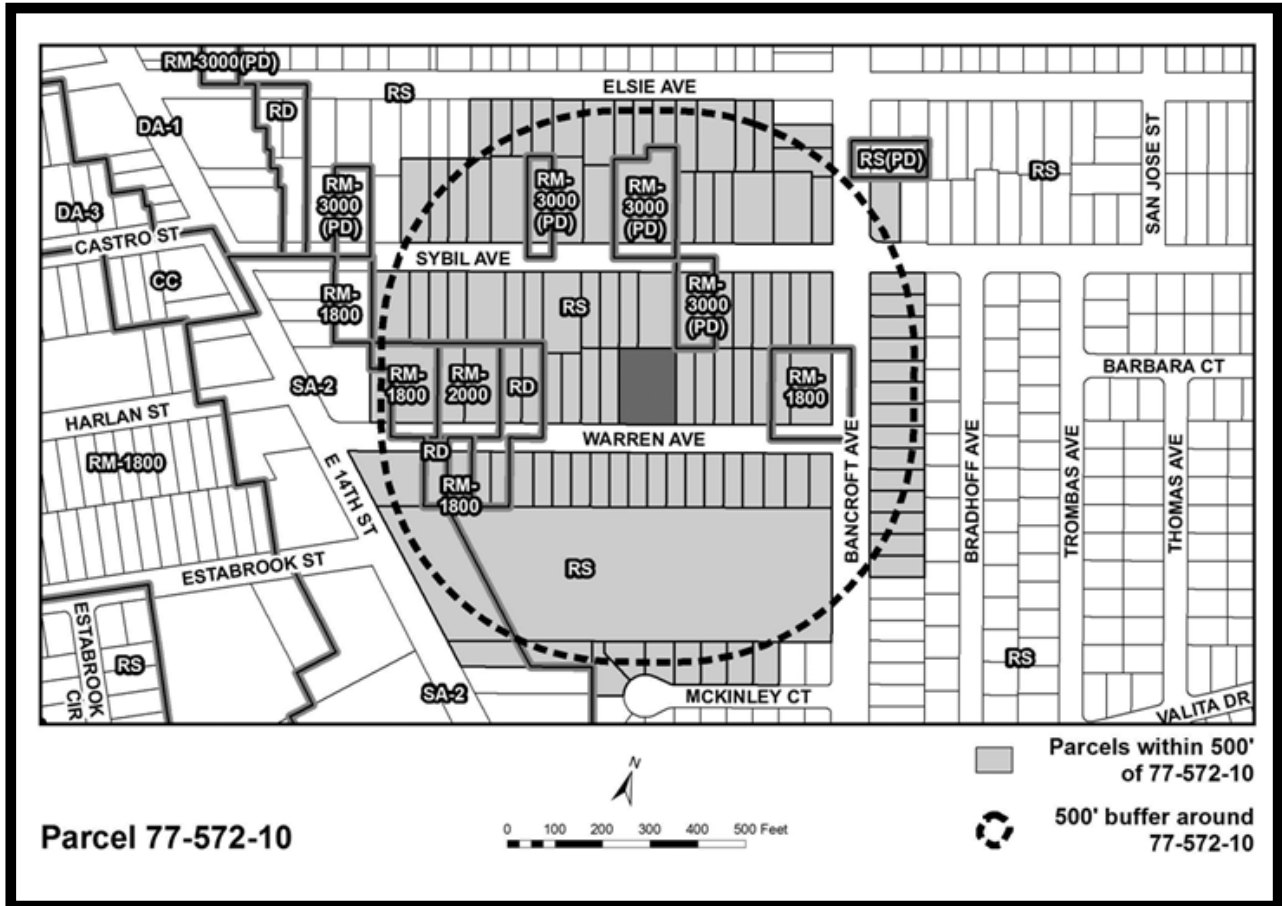 RM-3000(PD)
RS
ELSIE AVE
RD
DA-1
SAN JOSE ST
RS(PD)
RS
RM-
3000
(PD)
RM-
3000
(PD)
RM-
3000
(PD)
DA-3
CASTRO ST
SYBIL AVE
CC
RM-
1800
RS
RM-
3000
(PD)
BARBARA CT
SA-2
RM-
1800
RM-
2000
RD
RM-
1800
HARLAN ST
WARREN AVE
RM-1800
RD
RM-
1800
E 14TH ST
BANCROFT AVE
BRADHOFF AVE
TROMBAS AVE
THOMAS AVE
ESTABROOK ST
RS
ESTABROOK
CIR
RS
RS
SA-2
MCKINLEY CT
VALITA DR
N
Parcels within 500'
of 77-572-10
Parcel 77-572-10
0 100 200 300 400 500 Feet
500' buffer around
77-572-10